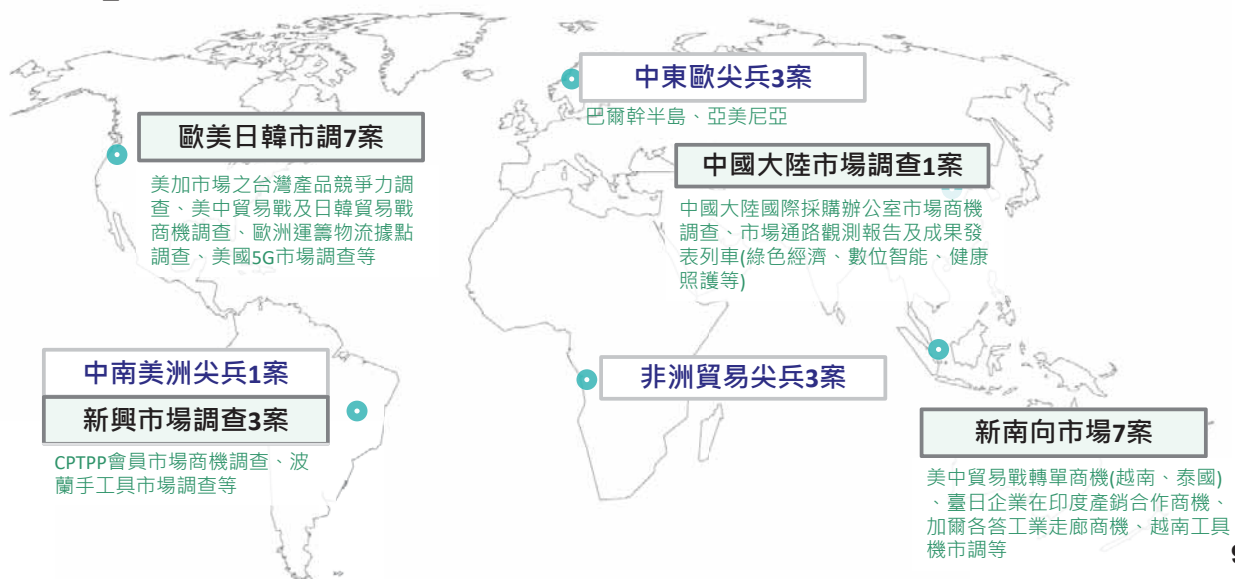 中東歐尖兵3案
巴爾幹半島、亞美尼亞
歐美日韓市調7案
美加市場之台灣產品競爭力調
查、美中貿易戰及日韓貿易戰
商機調查、歐洲運籌物流據點
調查、美國5G市場調查等
中國大陸市場調查1案
中國大陸國際採購辦公室市場商機
調查、市場通路觀測報告及成果發
表列車(綠色經濟、數位智能、健康
照護等)
中南美洲尖兵1案
新興市場調查3案
CPTPP會員市場商機調查、波
蘭手工具市場調查等
非洲貿易尖兵3案
新南向市場7案
美中貿易戰轉單商機(越南、泰國)
、臺日企業在印度產銷合作商機、
加爾各答工業走廊商機、越南工具
機市調等